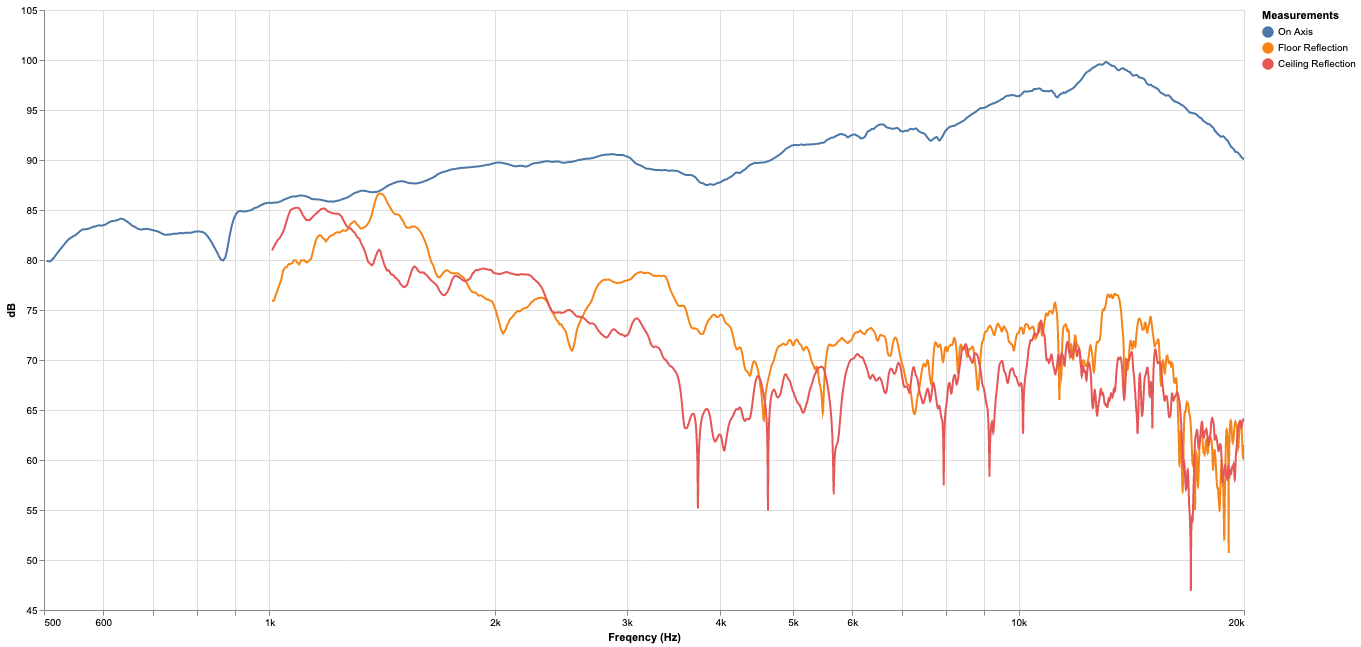 Measurements
On Axis
Floor Reflection
Ceiling Reflection
105
100
95
90
85
80
75
70
65
60
55
50
45
dB
500 600 1k 2k 3k 4k 5k 6k 10k 20k
Freqency (Hz)